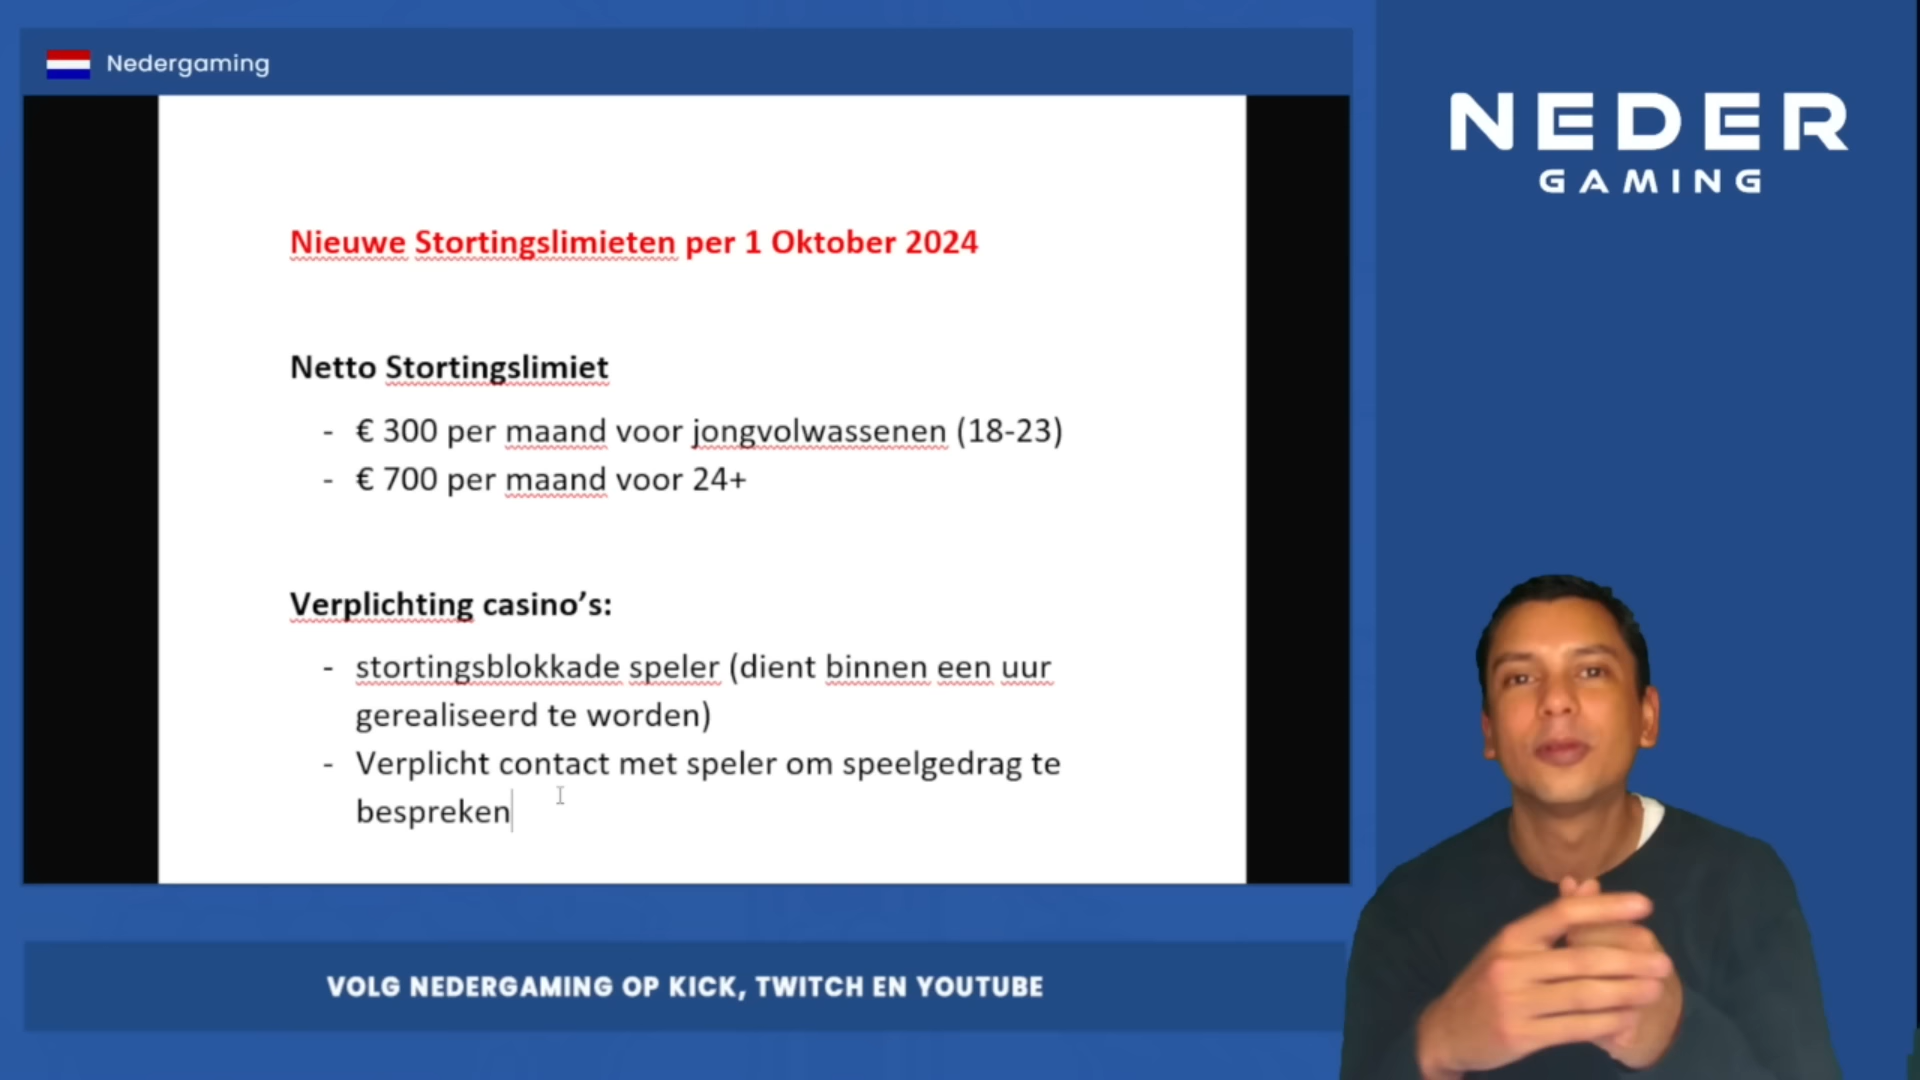 Nedergaming
NEDER
GAMING
Nieuwe Stortingslimieten per 1 Oktober 2024
Netto Stortingslimiet
- € 300 per maand voor jongvolwassenen (18-23)
- € 700 per maand voor 24+
Verplichting casino’s:
- stortingsblokkade speler (dient binnen een uur
gerealiseerd te worden)
- Verplicht contact met speler om speelgedrag te
bespreken
VOLG NEDERGAMING OP KICK, TWITCH EN YOUTUBE